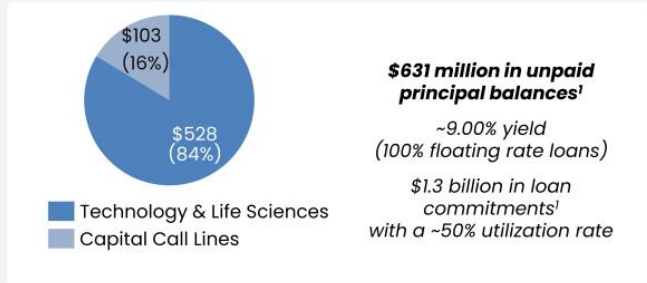 $103
(16%)
$528
(84%)
Technology & Life Sciences
Capital Call Lines
$631 million in unpaid
principal balances¹
~9.00% yield
(100% floating rate loans)
$1.3 billion in loan
commitments¹
with a ~50% utilization rate